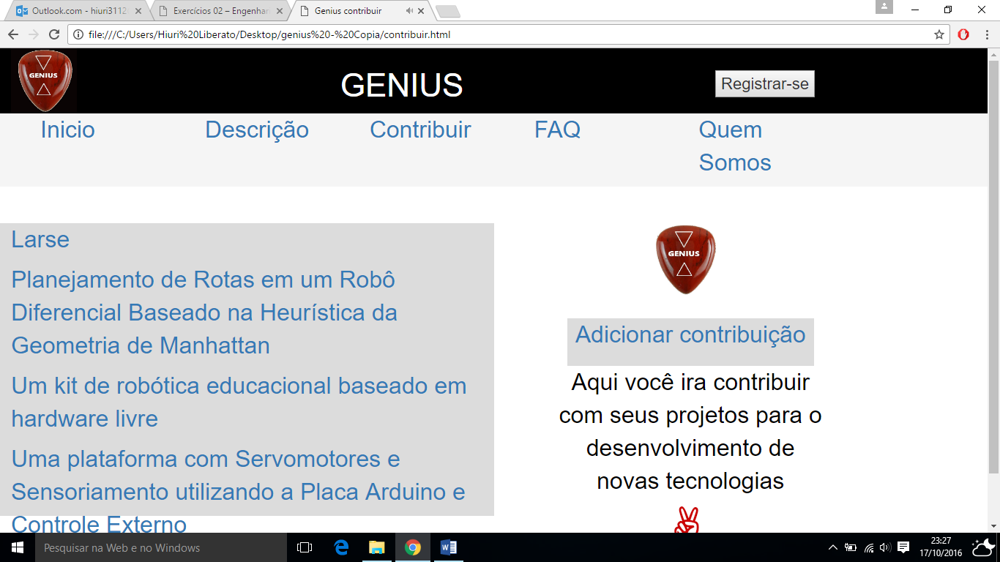 Outlook.com - hiuri3112
Exercícios 02 – Engenhar
Genius contribuir
file:///C:/Users/Hiuri%20Liberato/Desktop/genius%20-%20Copia/contribuir.html
GENIUS
GENIUS
Registrar-se
Inicio
Descrição
Contribuir
FAQ
Quem
Somos
Larse
Planejamento de Rotas em um Robô
Diferencial Baseado na Heurística da
Geometria de Manhattan
Um kit de robótica educacional baseado em
hardware livre
Uma plataforma com Servomotores e
Sensoriamento utilizando a Placa Arduino e
Controle Externo
GENIUS
Adicionar contribuição
Aqui você ira contribuir
com seus projetos para o
desenvolvimento de
novas tecnologias
Pesquisar na Web e no Windows
23:27
17/10/2016